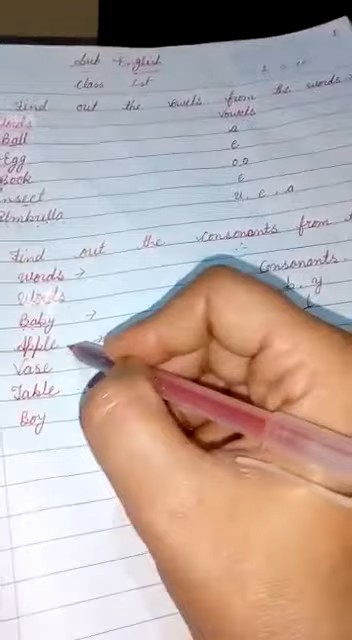 Sub - English
Class 1st
Find out the vowels from the words →
Words vowels
Ball a
Egg e
Book o.o
Insect e
Umbrella u. e. a
Find out the consonants from
words →
Words Consonants.
Baby → b. y
Apple →
Vase
Table
Boy